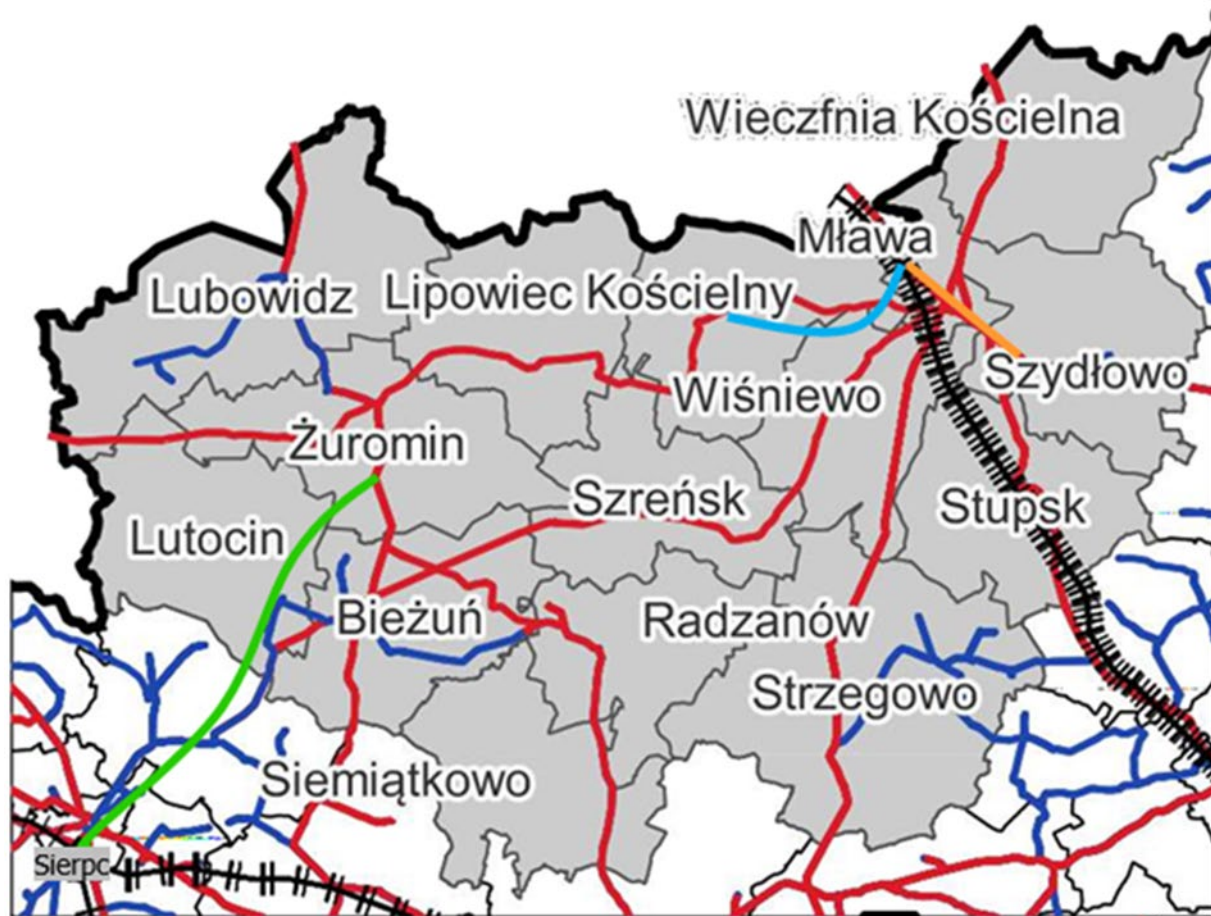 Wieczfnia Kościelna
Mława
Lubowidz
Lipowiec Kościelny
Szydłowo
Wiśniewo
Żuromin
Szreńsk
Stupsk
Lutocin
Bieżuń
Radzanów
Strzegowo
Siemiątkowo
Sierpc